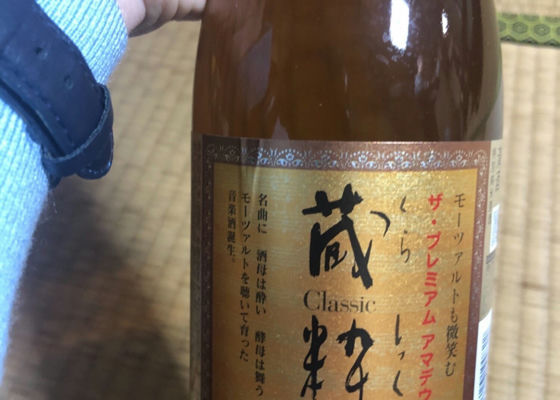 モーツァルトも微笑む
ザ・プレミアム アマデウ
くら しっく
蔵粋
Classic
名曲に 酒母は酔い 酵母は舞う
モーツァルトを聴いて育った
音楽酒誕生。